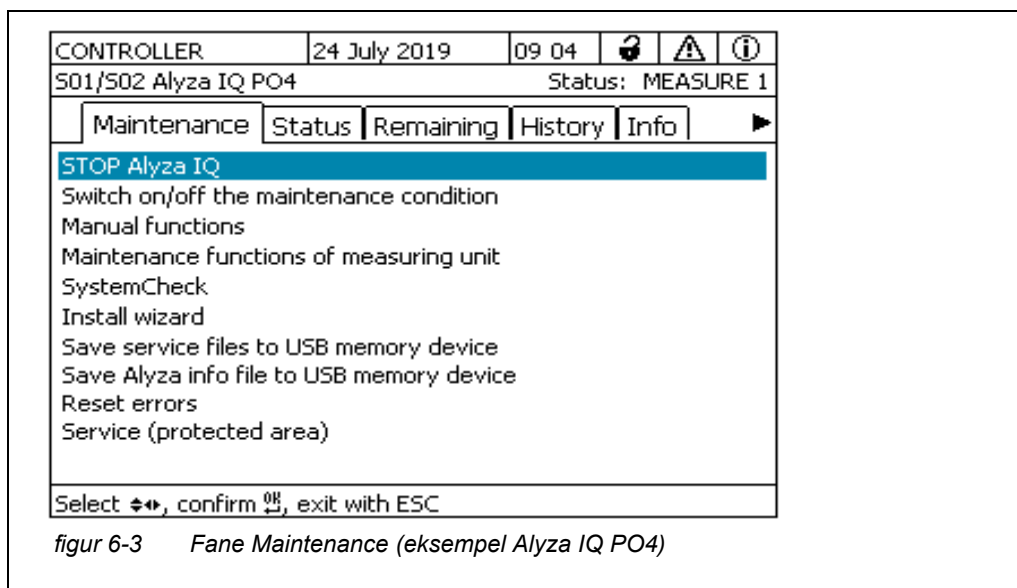 CONTROLLER 24 July 2019 09 04
S01/S02 Alyza IQ PO4 Status: MEASURE 1
Maintenance Status Remaining History Info
STOP Alyza IQ
Switch on/off the maintenance condition
Manual functions
Maintenance functions of measuring unit
SystemCheck
Install wizard
Save service files to USB memory device
Save Alyza info file to USB memory device
Reset errors
Service (protected area)
Select, confirm OK, exit with ESC
figur 6-3 Fane Maintenance (eksempel Alyza IQ PO4)